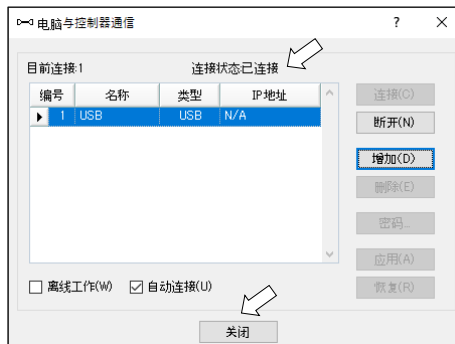 电脑与控制器通信
目前连接:1 连接状态:已连接
编号 名称 类型 IP地址
1 USB USB N/A
连接(C)
断开(N)
增加(D)
删除(E)
密码...
应用(A)
恢复(R)
离线工作(W) 自动连接(U)
关闭